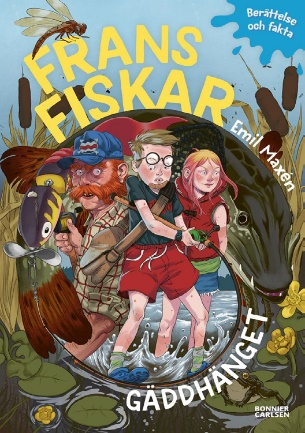 Berättelse
och fakta
FRANS
FISKAR
Emil Maxén
GÄDDHÄNGET
BONNIER
CARLSEN